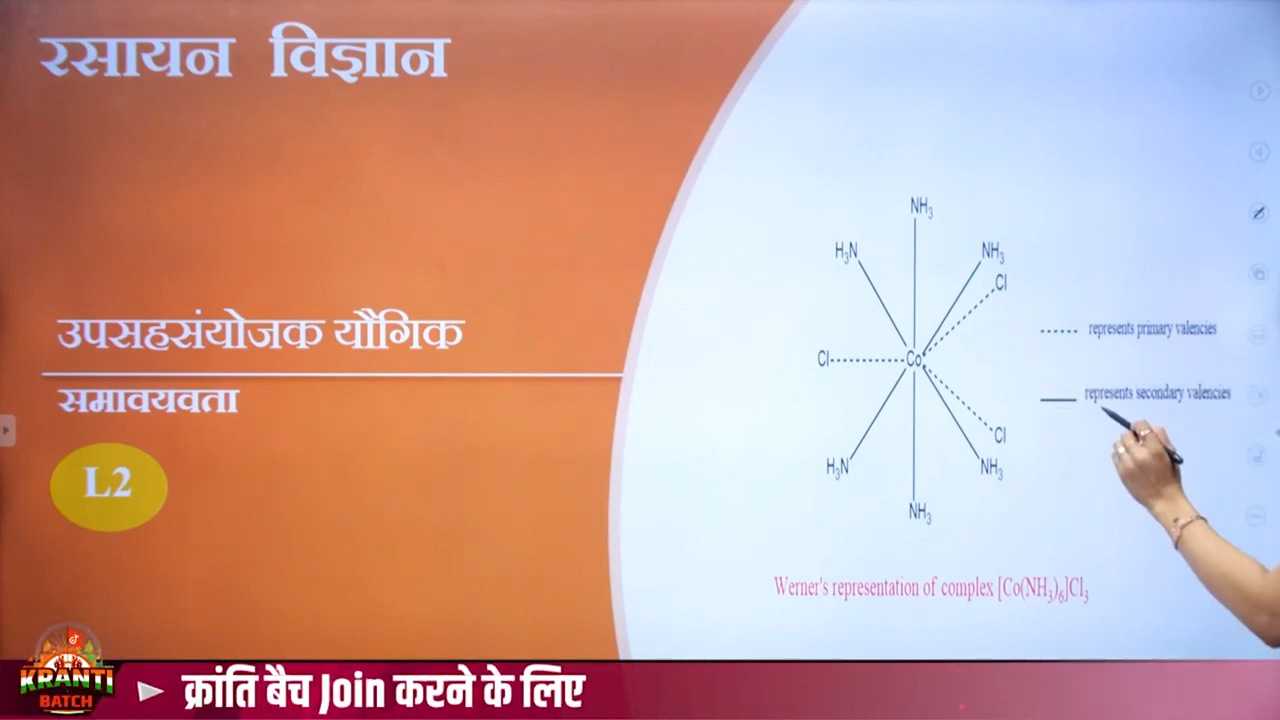 रसायन विज्ञान
उपसहसंयोजक यौगिक
समावयवता
L2
NH3
H3N
NH3
Cl
Cl
Co
Cl
H3N
NH3
NH3
represents primary valencies
represents secondary valencies
Werner's representation of complex [Co(NH3)6]Cl3
KRANTI
BATCH
क्रांति बैच Join करने के लिए